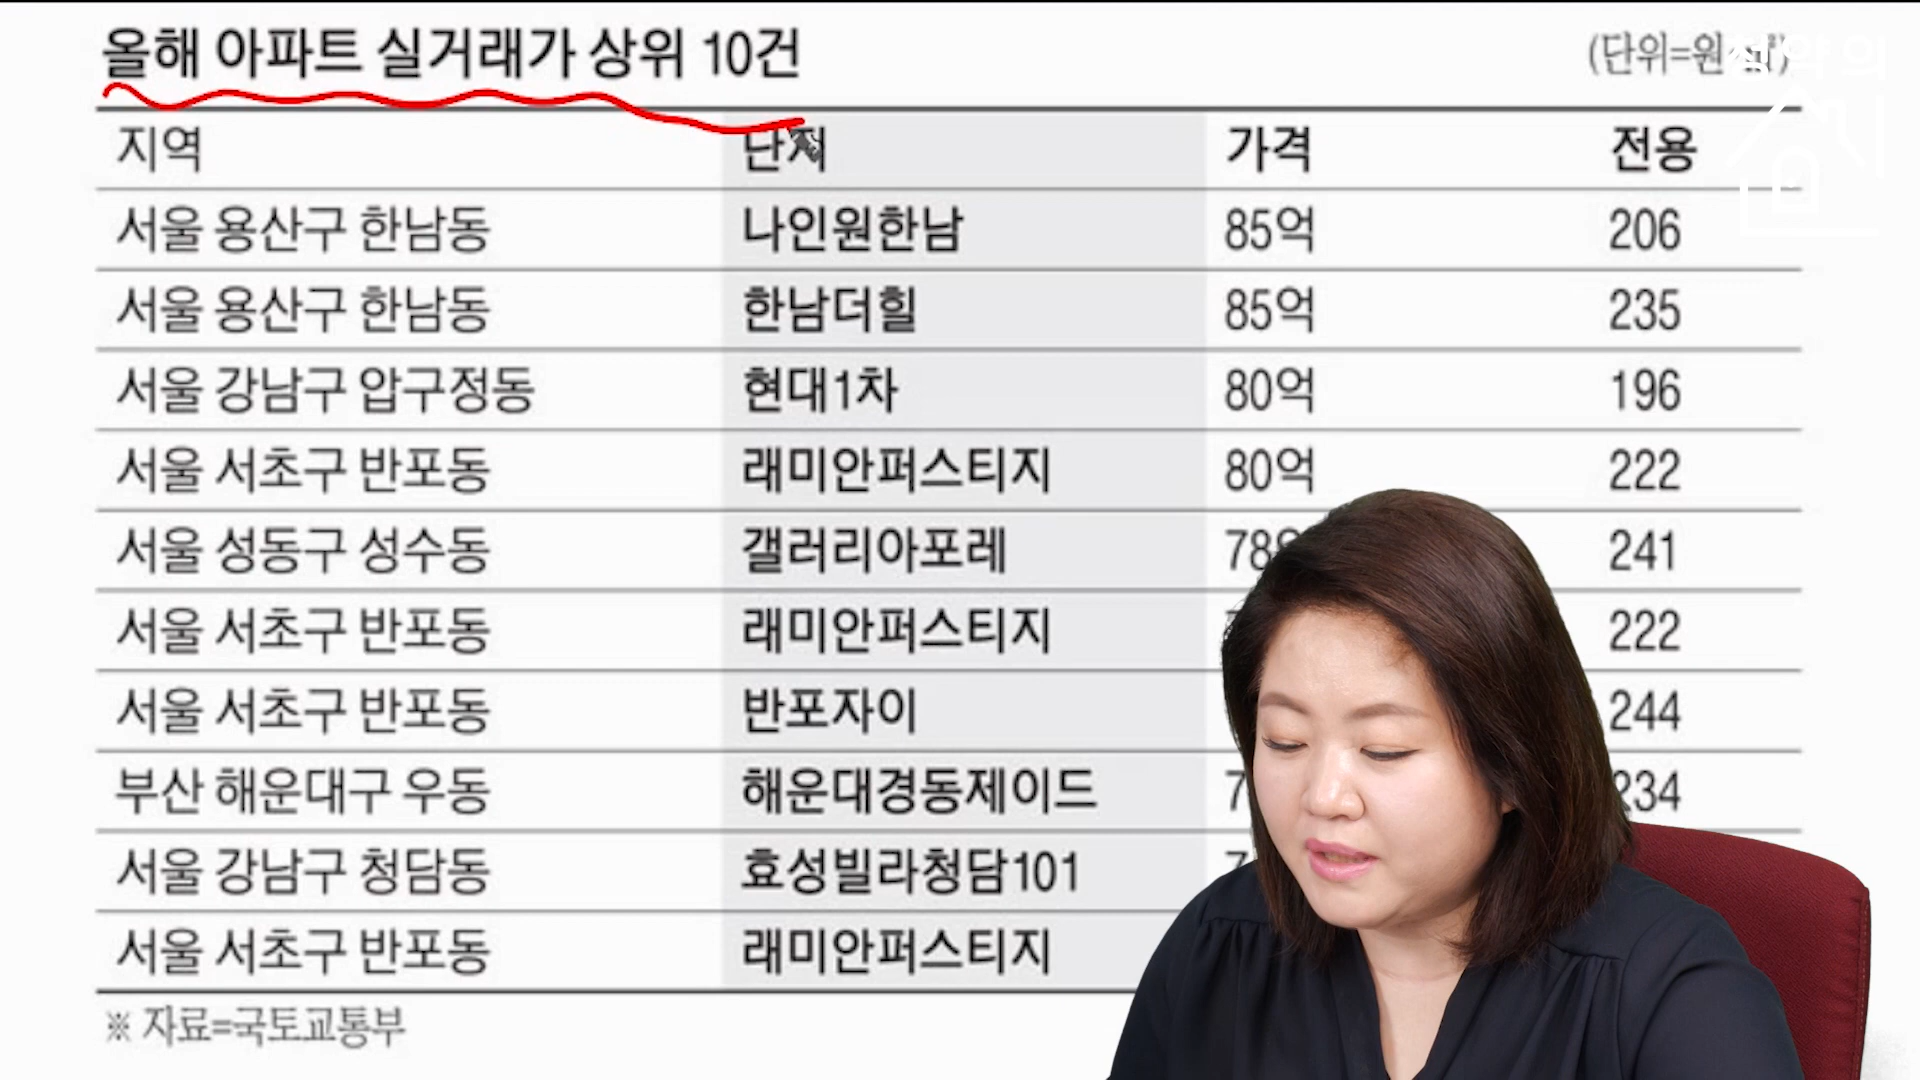 올해 아파트 실거래가 상위 10건 (단위=원
지역 단지 가격 전용
서울 용산구 한남동 나인원한남 85억 206
서울 용산구 한남동 한남더힐 85억 235
서울 강남구 압구정동 현대1차 80억 196
서울 서초구 반포동 래미안퍼스티지 80억 222
서울 성동구 성수동 갤러리아포레 78 241
서울 서초구 반포동 래미안퍼스티지 222
서울 서초구 반포동 반포자이 244
부산 해운대구 우동 해운대경동제이드 7 234
서울 강남구 청담동 효성빌라청담101 7
서울 서초구 반포동 래미안퍼스티지
※ 자료=국토교통부